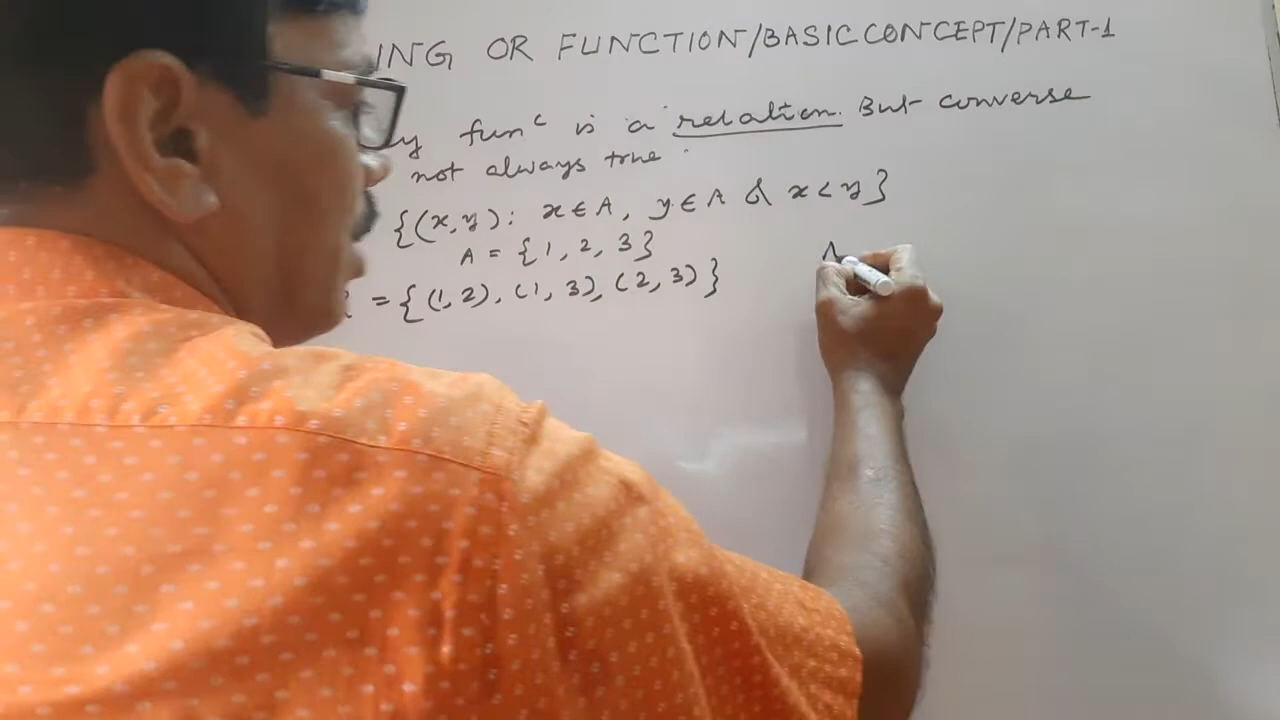 ING OR FUNCTION/BASIC CONCEPT/PART-1
y funᶜ is a relation. But converse
not always true.
{(x,y): x∈A, y∈A & x<y}
A = {1, 2, 3}
= {(1,2), (1,3), (2,3)}
A